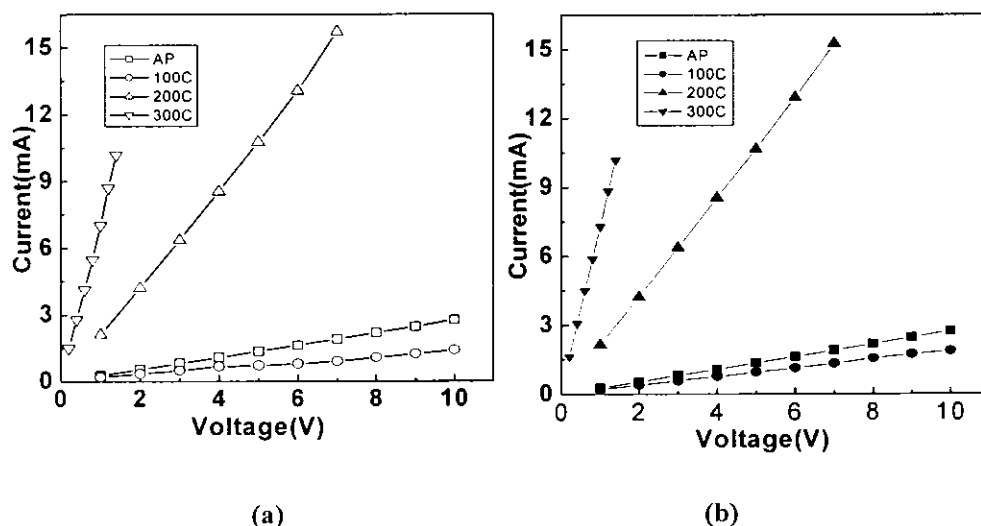 15
12
9
6
3
0
Current(mA)
AP
100C
200C
300C
0 2 4 6 8 10
Voltage(V)
(a)
15
12
9
6
3
0
Current(mA)
AP
100C
200C
300C
0 2 4 6 8 10
Voltage(V)
(b)